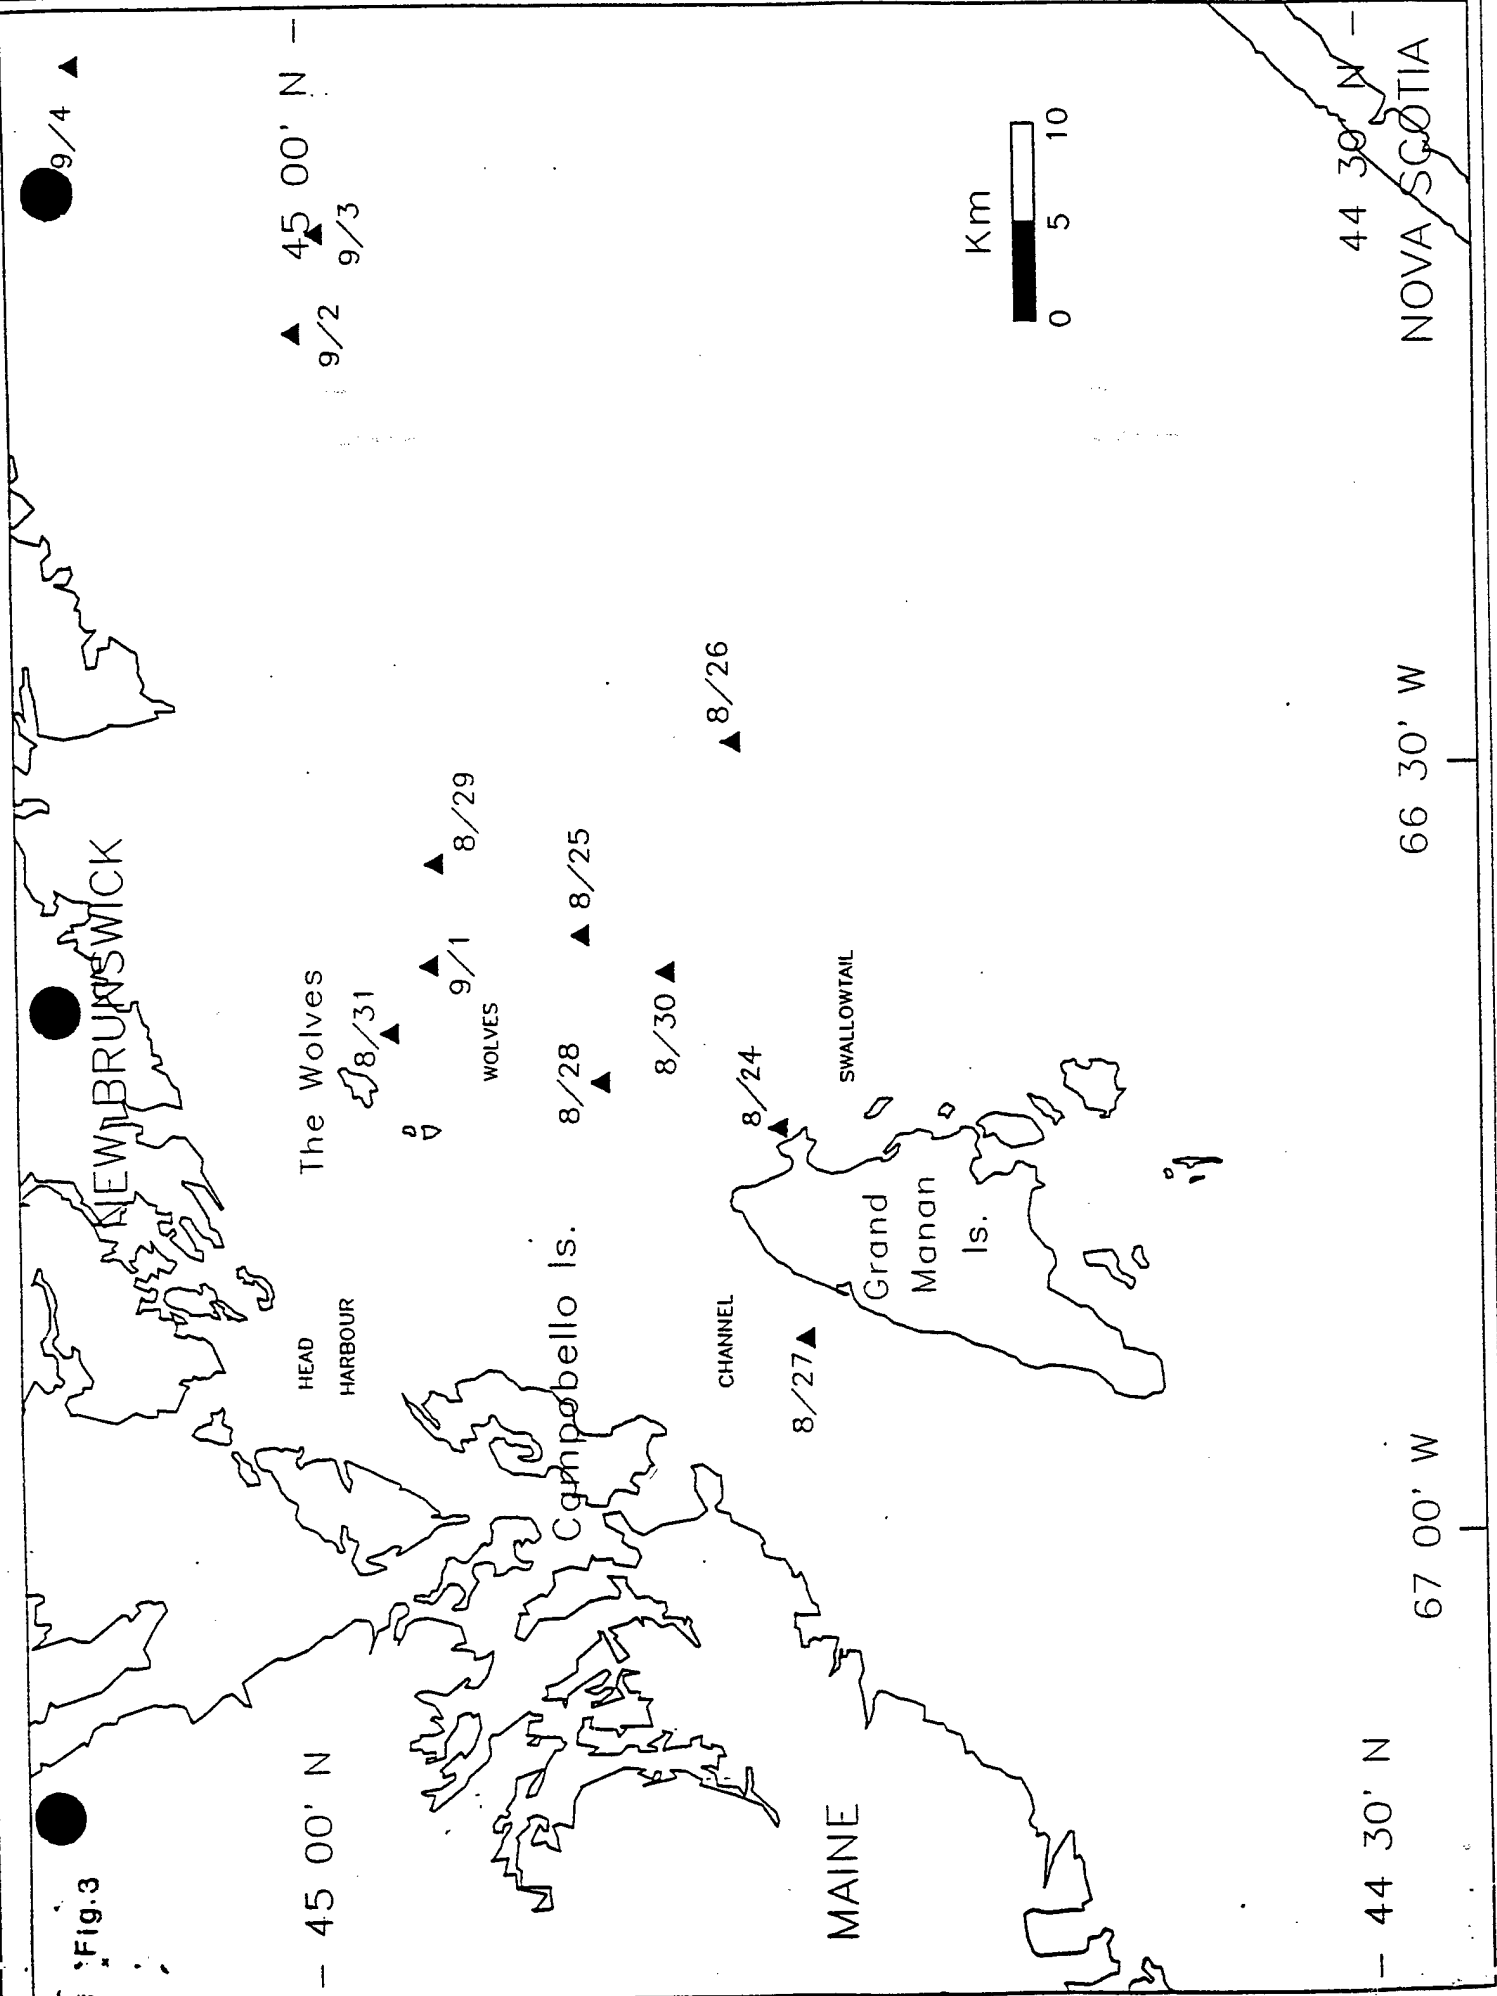 Fig.3
9/4
45 00' N
9/3
9/2
NEW BRUNSWICK
8/29
8/25
8/26
The Wolves
8/31
9/1
WOLVES
8/28
8/30
8/24
SWALLOWTAIL
HEAD
HARBOUR
Campobello Is.
CHANNEL
8/27
Grand
Manan
Is.
Km
0 5 10
45 00' N
MAINE
44 30' N
44 30' N
NOVA SCOTIA
67 00' W
66 30' W